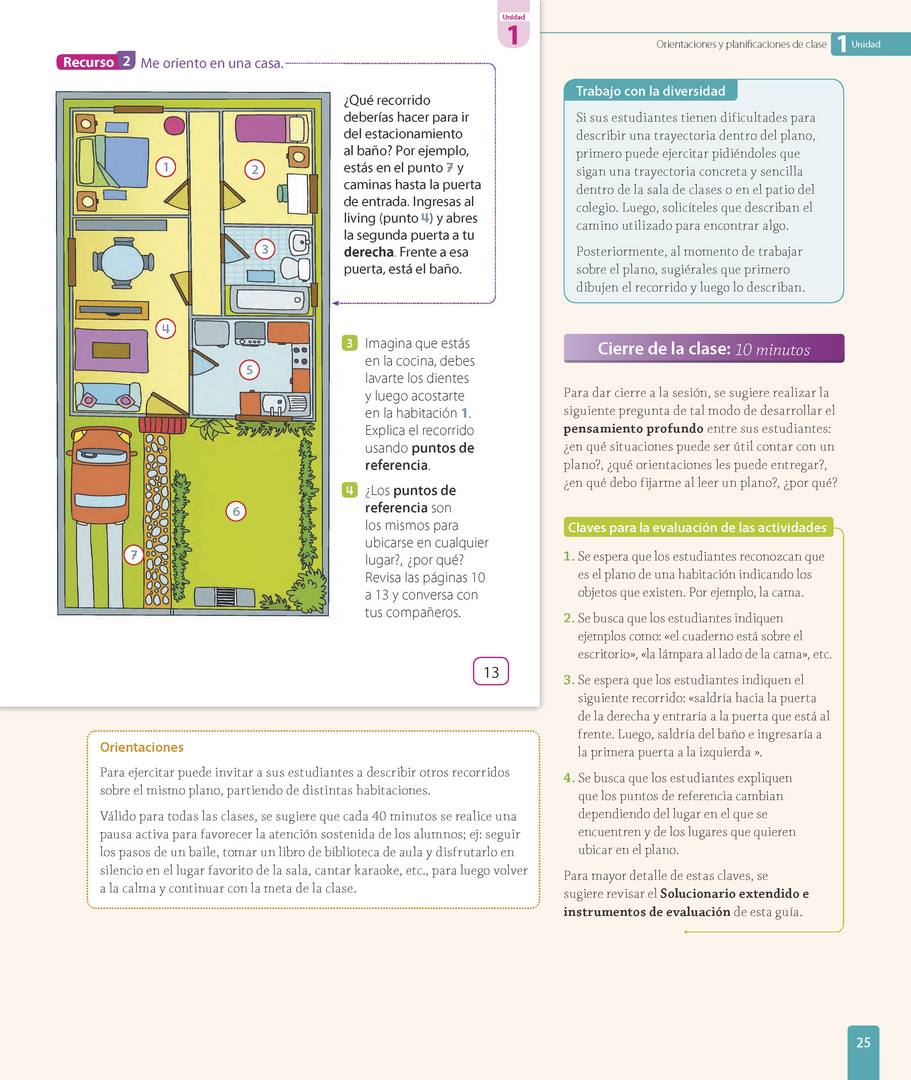 Unidad
1
Recurso 2 Me oriento en una casa.
¿Qué recorrido
deberías hacer para ir
del estacionamiento
al baño? Por ejemplo,
estás en el punto 7 y
caminas hasta la puerta
de entrada. Ingresas al
living (punto 4) y abres
la segunda puerta a tu
derecha. Frente a esa
puerta, está el baño.
1
2
3
4
5
6
7
3 Imagina que estás
en la cocina, debes
lavarte los dientes
y luego acostarte
en la habitación 1.
Explica el recorrido
usando puntos de
referencia.
4 ¿Los puntos de
referencia son
los mismos para
ubicarse en cualquier
lugar?, ¿por qué?
Revisa las páginas 10
a 13 y conversa con
tus compañeros.
13
Orientaciones
Para ejercitar puede invitar a sus estudiantes a describir otros recorridos
sobre el mismo plano, partiendo de distintas habitaciones.
Válido para todas las clases, se sugiere que cada 40 minutos se realice una
pausa activa para favorecer la atención sostenida de los alumnos; ej: seguir
los pasos de un baile, tomar un libro de biblioteca de aula y disfrutarlo en
silencio en el lugar favorito de la sala, cantar karaoke, etc., para luego volver
a la calma y continuar con la meta de la clase.
Orientaciones y planificaciones de clase 1 Unidad
Trabajo con la diversidad
Si sus estudiantes tienen dificultades para
describir una trayectoria dentro del plano,
primero puede ejercitar pidiéndoles que
sigan una trayectoria concreta y sencilla
dentro de la sala de clases o en el patio del
colegio. Luego, solicíteles que describan el
camino utilizado para encontrar algo.
Posteriormente, al momento de trabajar
sobre el plano, sugiérales que primero
dibujen el recorrido y luego lo describan.
Cierre de la clase: 10 minutos
Para dar cierre a la sesión, se sugiere realizar la
siguiente pregunta de tal modo de desarrollar el
pensamiento profundo entre sus estudiantes:
¿en qué situaciones puede ser útil contar con un
plano?, ¿qué orientaciones les puede entregar?,
¿en qué debo fijarme al leer un plano?, ¿por qué?
Claves para la evaluación de las actividades
1. Se espera que los estudiantes reconozcan que
es el plano de una habitación indicando los
objetos que existen. Por ejemplo, la cama.
2. Se busca que los estudiantes indiquen
ejemplos como: «el cuaderno está sobre el
escritorio», «la lámpara al lado de la cama», etc.
3. Se espera que los estudiantes indiquen el
siguiente recorrido: «saldría hacia la puerta
de la derecha y entraría a la puerta que está al
frente. Luego, saldría del baño e ingresaría a
la primera puerta a la izquierda ».
4. Se busca que los estudiantes expliquen
que los puntos de referencia cambian
dependiendo del lugar en el que se
encuentren y de los lugares que quieren
ubicar en el plano.
Para mayor detalle de estas claves, se
sugiere revisar el Solucionario extendido e
instrumentos de evaluación de esta guía.
25